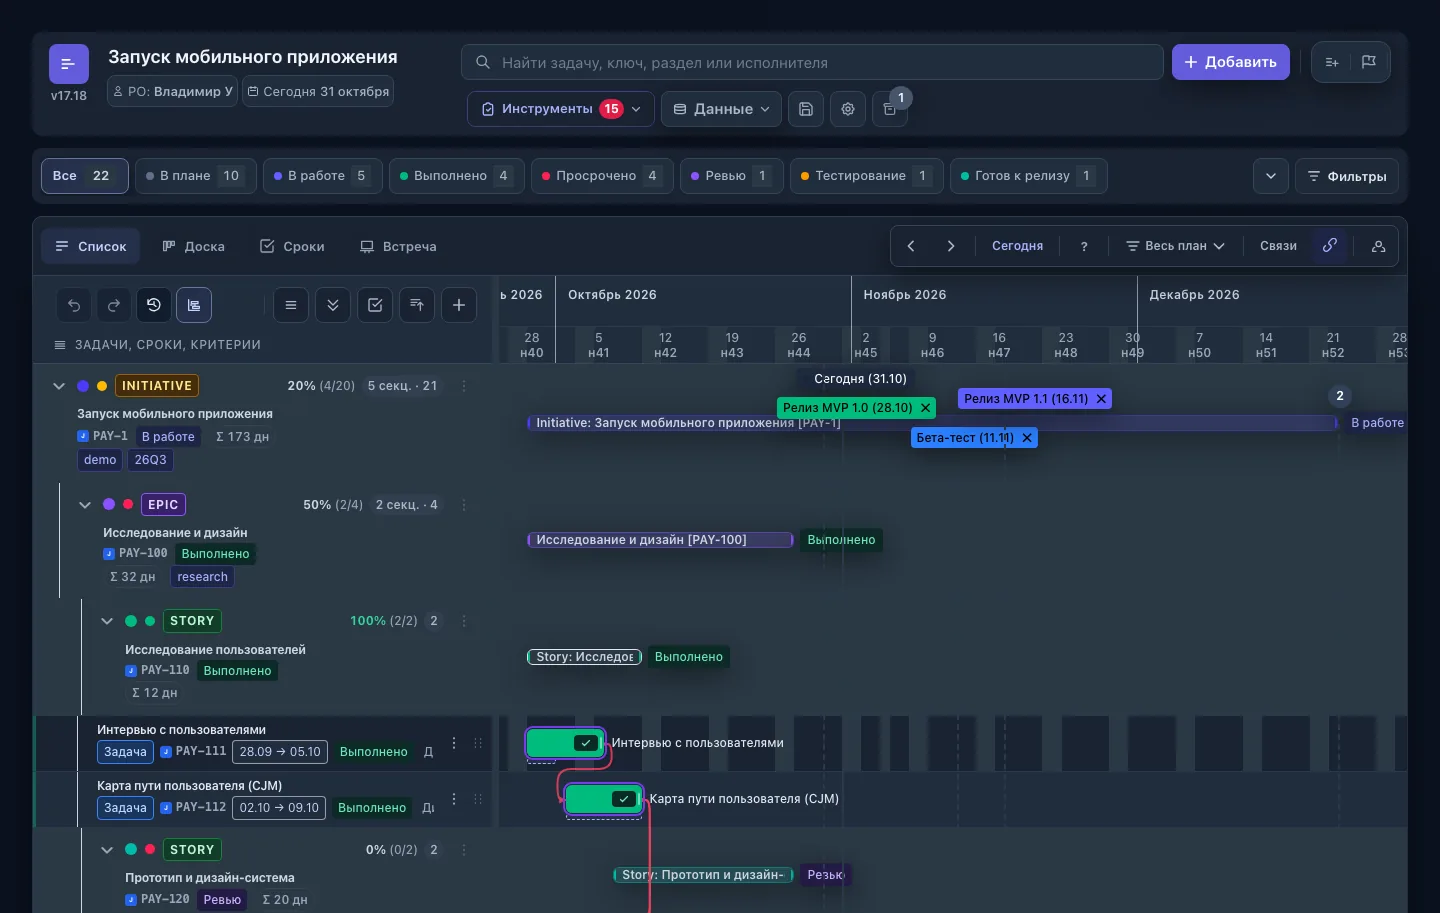 Запуск мобильного приложения
v17.18
РО: Владимир У
Сегодня 31 октября
Найти задачу, ключ, раздел или исполнителя
Добавить
Инструменты 15
Данные
1
Все 22
В плане 10
В работе 5
Выполнено 4
Просрочено 4
Ревью 1
Тестирование 1
Готов к релизу 1
Фильтры
Список
Доска
Сроки
Встреча
Сегодня
?
Весь план
Связи
ЗАДАЧИ, СРОКИ, КРИТЕРИИ
ь 2026
Октябрь 2026
Ноябрь 2026
Декабрь 2026
28 5 12 19 26 2 9 16 23 30 7 14 21 28
н40 н41 н42 н43 н44 н45 н46 н47 н48 н49 н50 н51 н52 н53
INITIATIVE
20% (4/20)
5 секц. · 21
Запуск мобильного приложения
PAY-1
В работе
Σ 173 дн
demo
26Q3
Сегодня (31.10)
Релиз MVP 1.0 (28.10) ✕
Релиз MVP 1.1 (16.11) ✕
2
Initiative: Запуск мобильного приложения [PAY-1]
В работе
Бета-тест (11.11) ✕
EPIC
50% (2/4)
2 секц. · 4
Исследование и дизайн
PAY-100
Выполнено
Σ 32 дн
research
Исследование и дизайн [PAY-100]
Выполнено
STORY
100% (2/2)
2
Исследование пользователей
PAY-110
Выполнено
Σ 12 дн
Story: Исследов
Выполнено
Интервью с пользователями
Задача
PAY-111
28.09 → 05.10
Выполнено
Д
Интервью с пользователями
Карта пути пользователя (CJM)
Задача
PAY-112
02.10 → 09.10
Выполнено
Ди
Карта пути пользователя (CJM)
STORY
0% (0/2)
2
Прототип и дизайн-система
PAY-120
Ревью
Σ 20 дн
Story: Прототип и дизайн-
Ревью